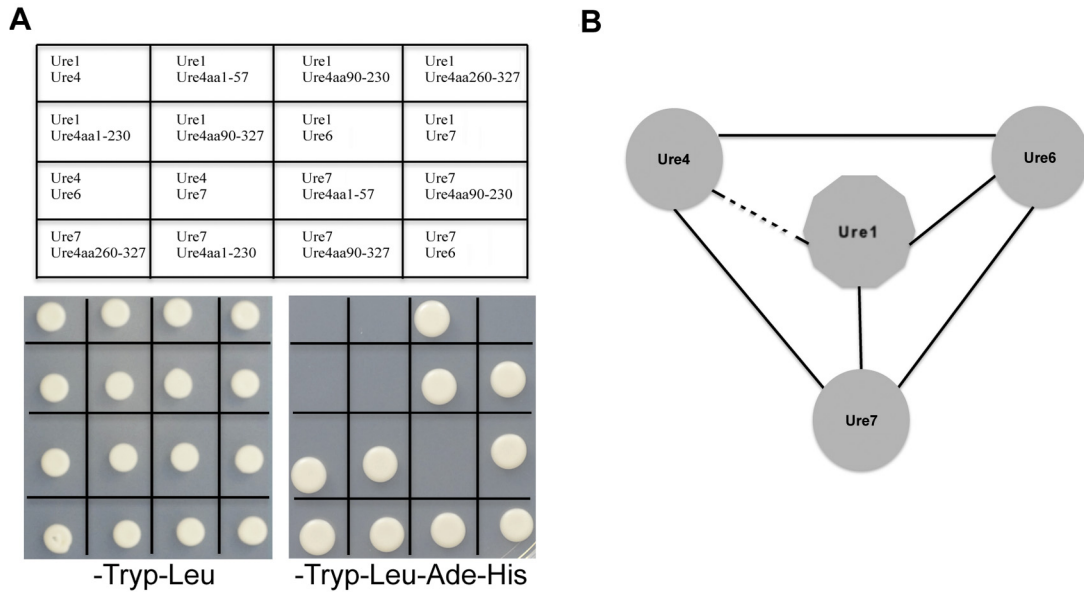 A
B
Ure1 Ure1 Ure1 Ure1
Ure4 Ure4aa1-57 Ure4aa90-230 Ure4aa260-327
Ure1 Ure1 Ure1 Ure1
Ure4aa1-230 Ure4aa90-327 Ure6 Ure7
Ure4 Ure4 Ure7 Ure7
Ure6 Ure7 Ure4aa1-57 Ure4aa90-230
Ure7 Ure7 Ure7 Ure7
Ure4aa260-327 Ure4aa1-230 Ure4aa90-327 Ure6
-Tryp-Leu
-Tryp-Leu-Ade-His
Ure4
Ure6
Ure1
Ure7